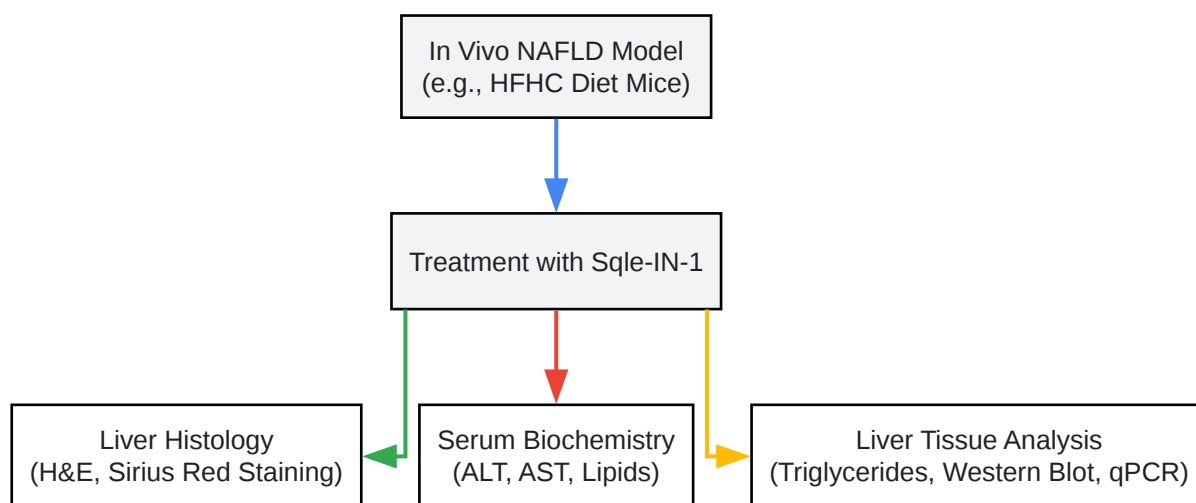 In Vivo NAFLD Model
(e.g., HFHC Diet Mice)
Treatment with Sqle-IN-1
Liver Histology
(H&E, Sirius Red Staining)
Serum Biochemistry
(ALT, AST, Lipids)
Liver Tissue Analysis
(Triglycerides, Western Blot, qPCR)